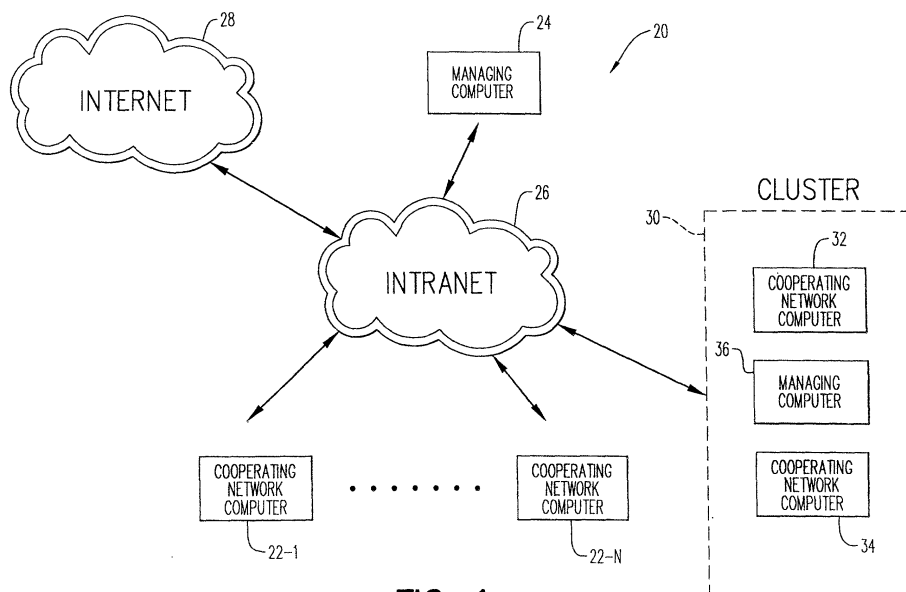 28
INTERNET
24
MANAGING
COMPUTER
20
26
INTRANET
CLUSTER
30
32
COOPERATING
NETWORK
COMPUTER
36
MANAGING
COMPUTER
COOPERATING
NETWORK
COMPUTER
34
COOPERATING
NETWORK
COMPUTER
22-1
COOPERATING
NETWORK
COMPUTER
22-N